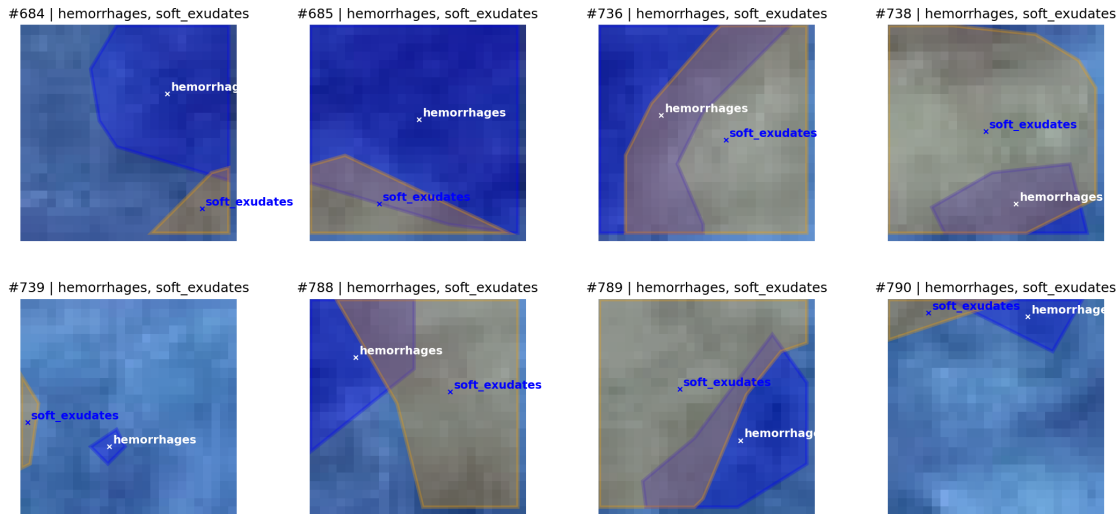 #684 | hemorrhages, soft_exudates
#685 | hemorrhages, soft_exudates
#736 | hemorrhages, soft_exudates
#738 | hemorrhages, soft_exudates
hemorrhag
soft_exudates
hemorrhages
soft_exudates
hemorrhages
soft_exudates
soft_exudates
hemorrhages
#739 | hemorrhages, soft_exudates
#788 | hemorrhages, soft_exudates
#789 | hemorrhages, soft_exudates
#790 | hemorrhages, soft_exudates
soft_exudates
hemorrhages
hemorrhages
soft_exudates
soft_exudates
hemorrhage
soft_exudates
hemorrhage